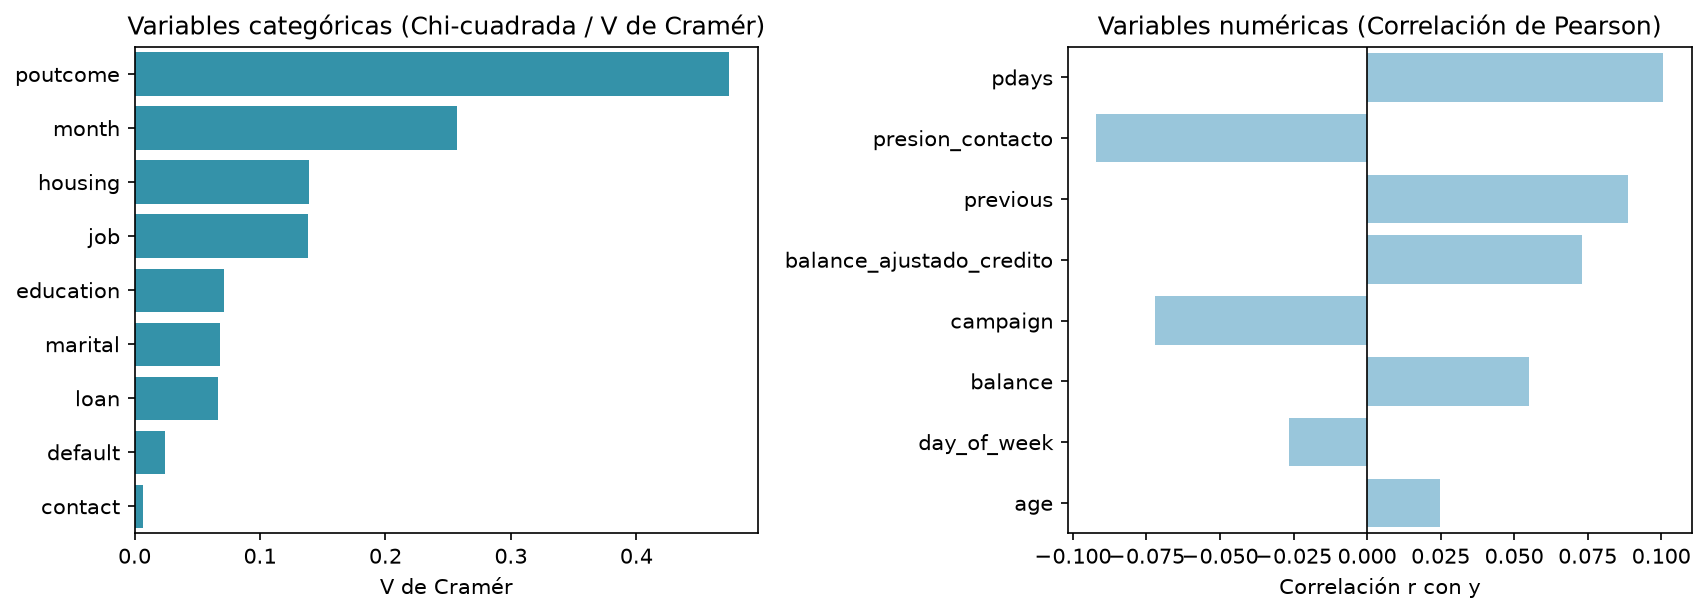 Variables categóricas (Chi-cuadrada / V de Cramér)
poutcome
month
housing
job
education
marital
loan
default
contact
0.0 0.1 0.2 0.3 0.4
V de Cramér
Variables numéricas (Correlación de Pearson)
pdays
presion_contacto
previous
balance_ajustado_credito
campaign
balance
day_of_week
age
−0.100 −0.075 −0.050 −0.025 0.000 0.025 0.050 0.075 0.100
Correlación r con y